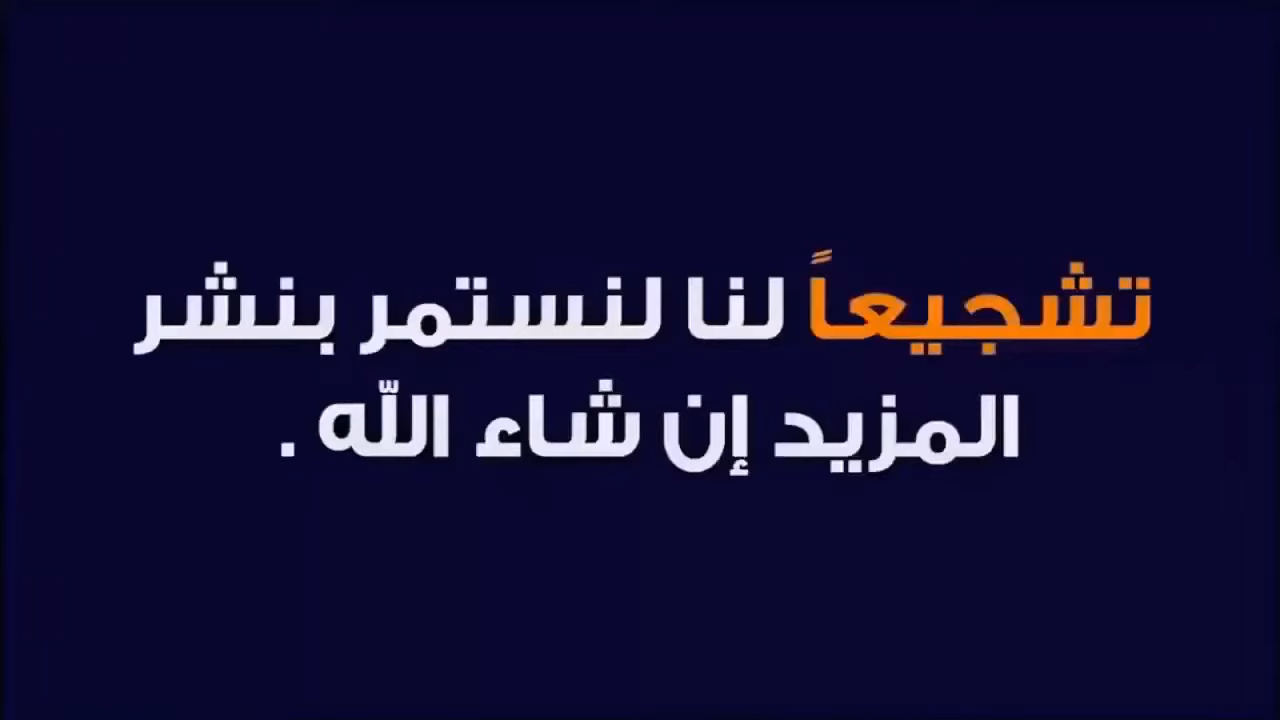 تشجيعاً لنا لنستمر بنشر
المزيد إن شاء الله .